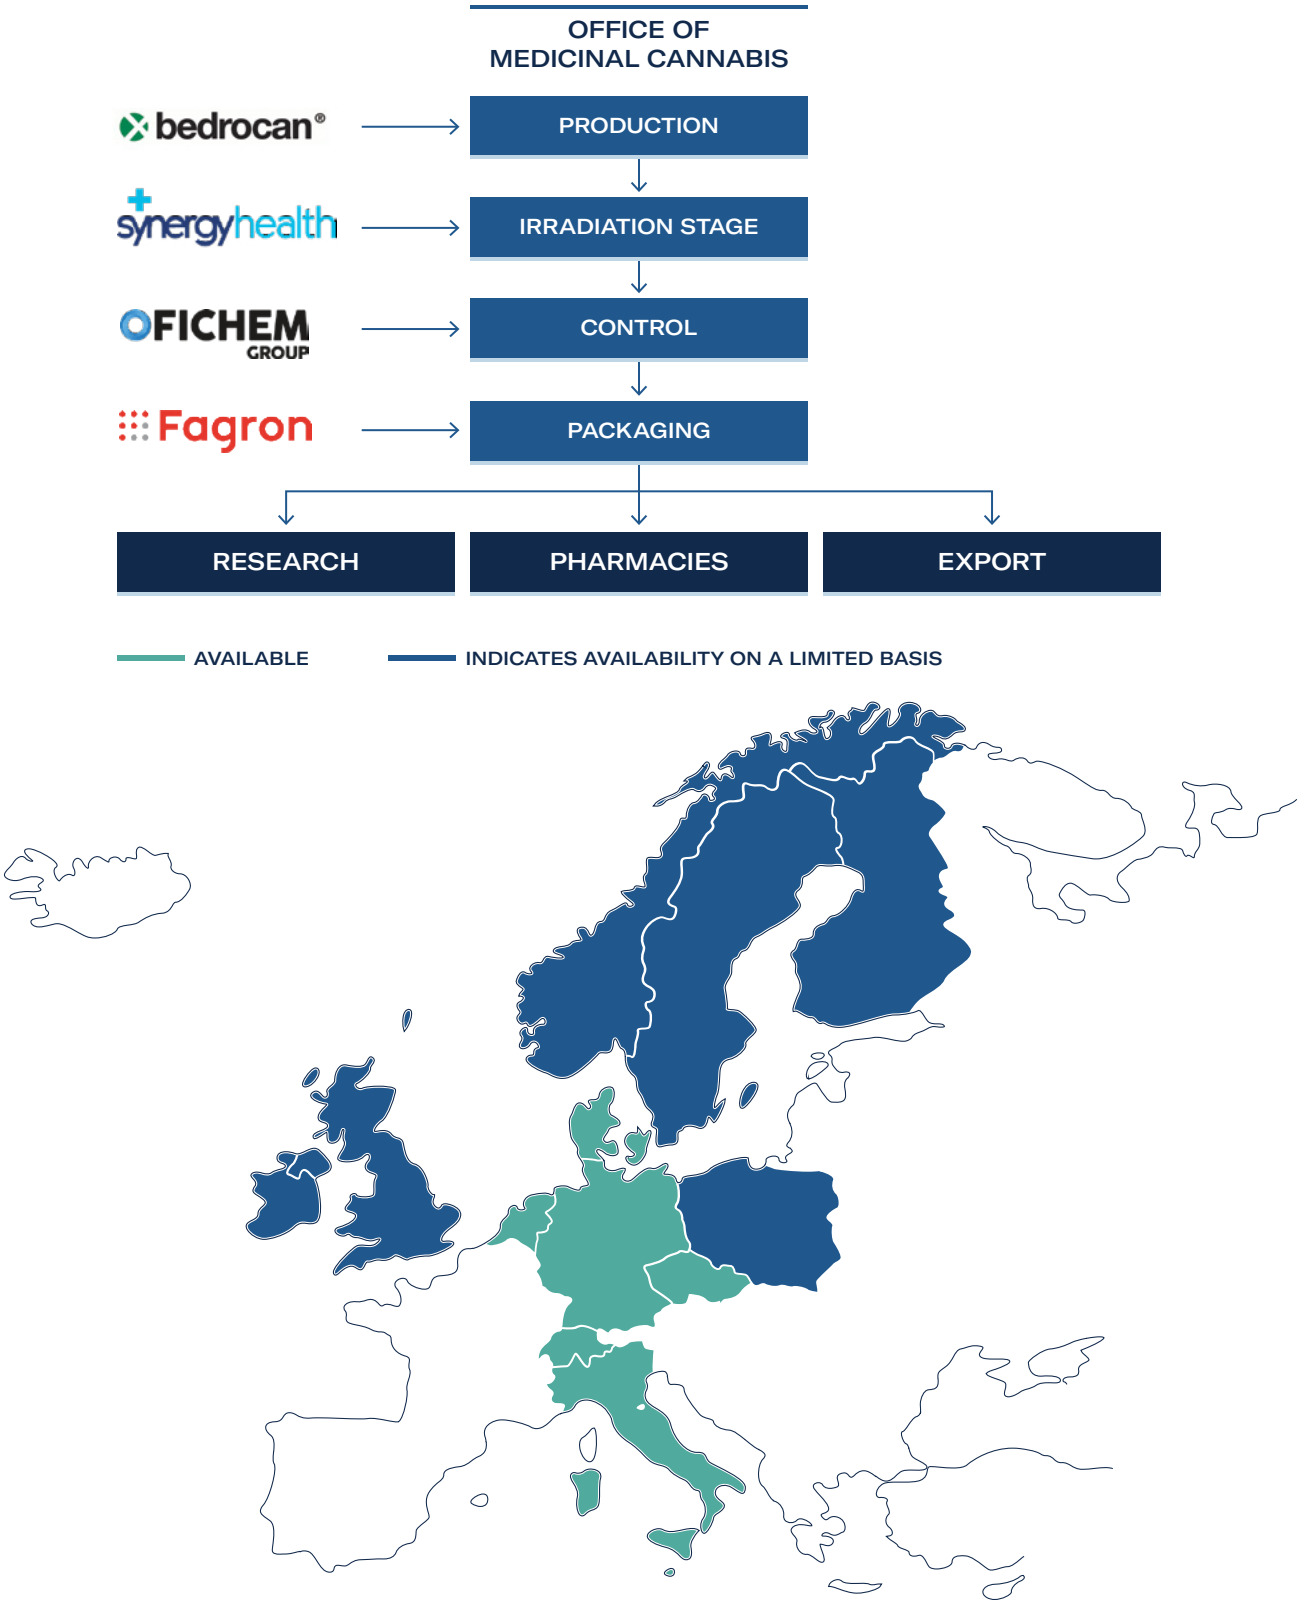 OFFICE OF
MEDICINAL CANNABIS
bedrocan®
PRODUCTION
synergyhealth
IRRADIATION STAGE
OFICHEM
GROUP
CONTROL
Fagron
PACKAGING
RESEARCH
PHARMACIES
EXPORT
AVAILABLE
INDICATES AVAILABILITY ON A LIMITED BASIS